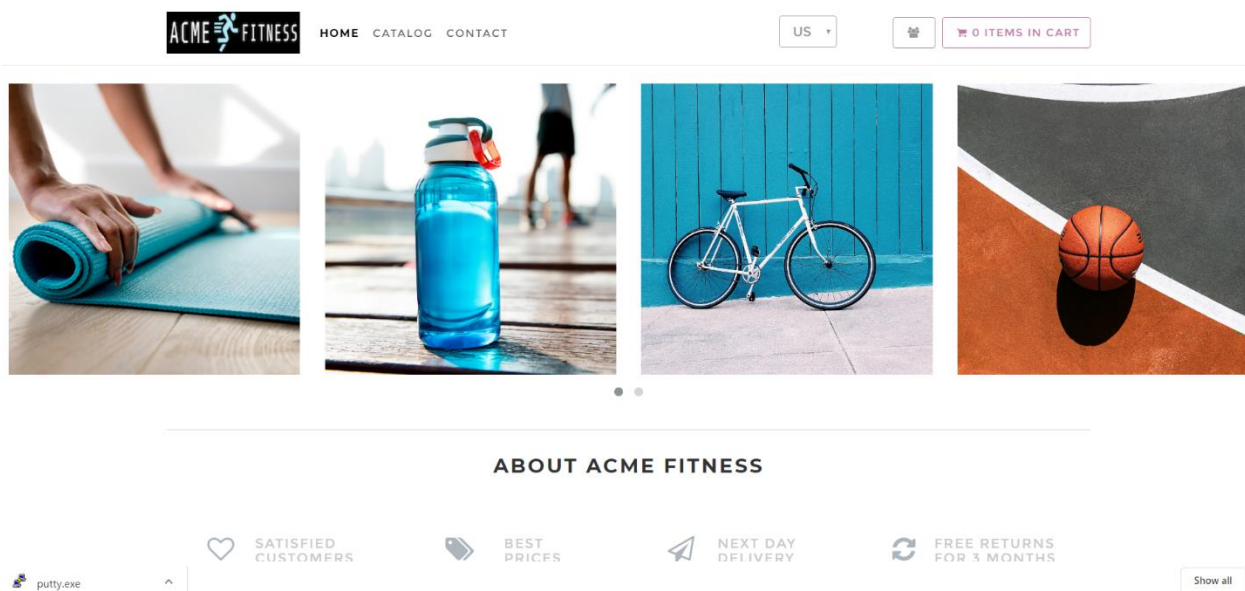 ACME FITNESS
HOME CATALOG CONTACT
US
0 ITEMS IN CART
ABOUT ACME FITNESS
SATISFIED
CUSTOMERS
BEST
PRICES
NEXT DAY
DELIVERY
FREE RETURNS
FOR 3 MONTHS
putty.exe
Show all